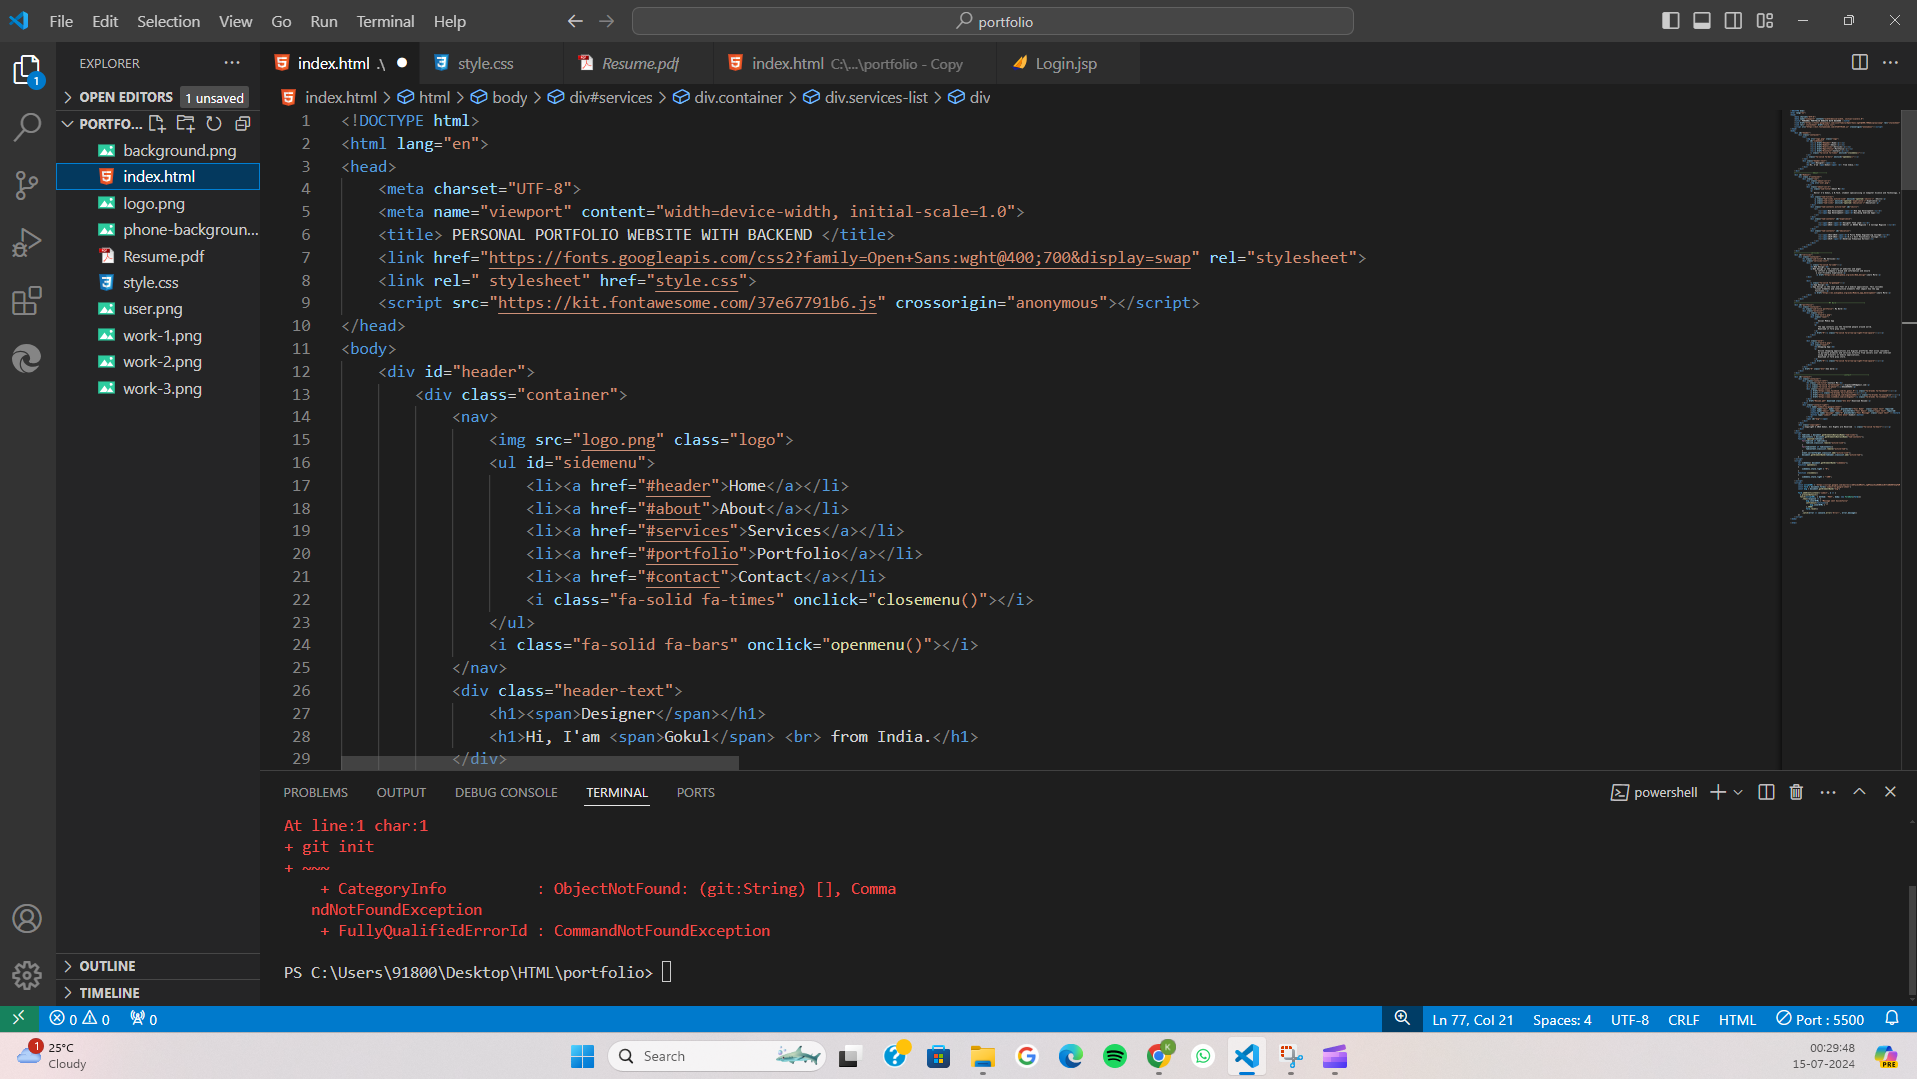 File Edit Selection View Go Run Terminal Help
portfolio
EXPLORER
1
OPEN EDITORS 1 unsaved
PORTFO...
background.png
index.html
logo.png
phone-backgroun...
Resume.pdf
style.css
user.png
work-1.png
work-2.png
work-3.png
OUTLINE
TIMELINE
index.html .\ style.css Resume.pdf index.html C:\...\portfolio - Copy Login.jsp
index.html > html > body > div#services > div.container > div.services-list > div
1 <!DOCTYPE html>
2 <html lang="en">
3 <head>
4 <meta charset="UTF-8">
5 <meta name="viewport" content="width=device-width, initial-scale=1.0">
6 <title> PERSONAL PORTFOLIO WEBSITE WITH BACKEND </title>
7 <link href="https://fonts.googleapis.com/css2?family=Open+Sans:wght@400;700&display=swap" rel="stylesheet">
8 <link rel=" stylesheet" href="style.css">
9 <script src="https://kit.fontawesome.com/37e67791b6.js" crossorigin="anonymous"></script>
10 </head>
11 <body>
12 <div id="header">
13 <div class="container">
14 <nav>
15 <img src="logo.png" class="logo">
16 <ul id="sidemenu">
17 <li><a href="#header">Home</a></li>
18 <li><a href="#about">About</a></li>
19 <li><a href="#services">Services</a></li>
20 <li><a href="#portfolio">Portfolio</a></li>
21 <li><a href="#contact">Contact</a></li>
22 <i class="fa-solid fa-times" onclick="closemenu()"></i>
23 </ul>
24 <i class="fa-solid fa-bars" onclick="openmenu()"></i>
25 </nav>
26 <div class="header-text">
27 <h1><span>Designer</span></h1>
28 <h1>Hi, I'am <span>Gokul</span> <br> from India.</h1>
29 </div>
PROBLEMS OUTPUT DEBUG CONSOLE TERMINAL PORTS
powershell
At line:1 char:1
+ git init
+ ~~~
+ CategoryInfo : ObjectNotFound: (git:String) [], Comma
ndNotFoundException
+ FullyQualifiedErrorId : CommandNotFoundException
PS C:\Users\91800\Desktop\HTML\portfolio>
0 0 0
Ln 77, Col 21 Spaces: 4 UTF-8 CRLF HTML Port : 5500
1
25°C
Cloudy
Search
K
PRE
00:29:48
15-07-2024